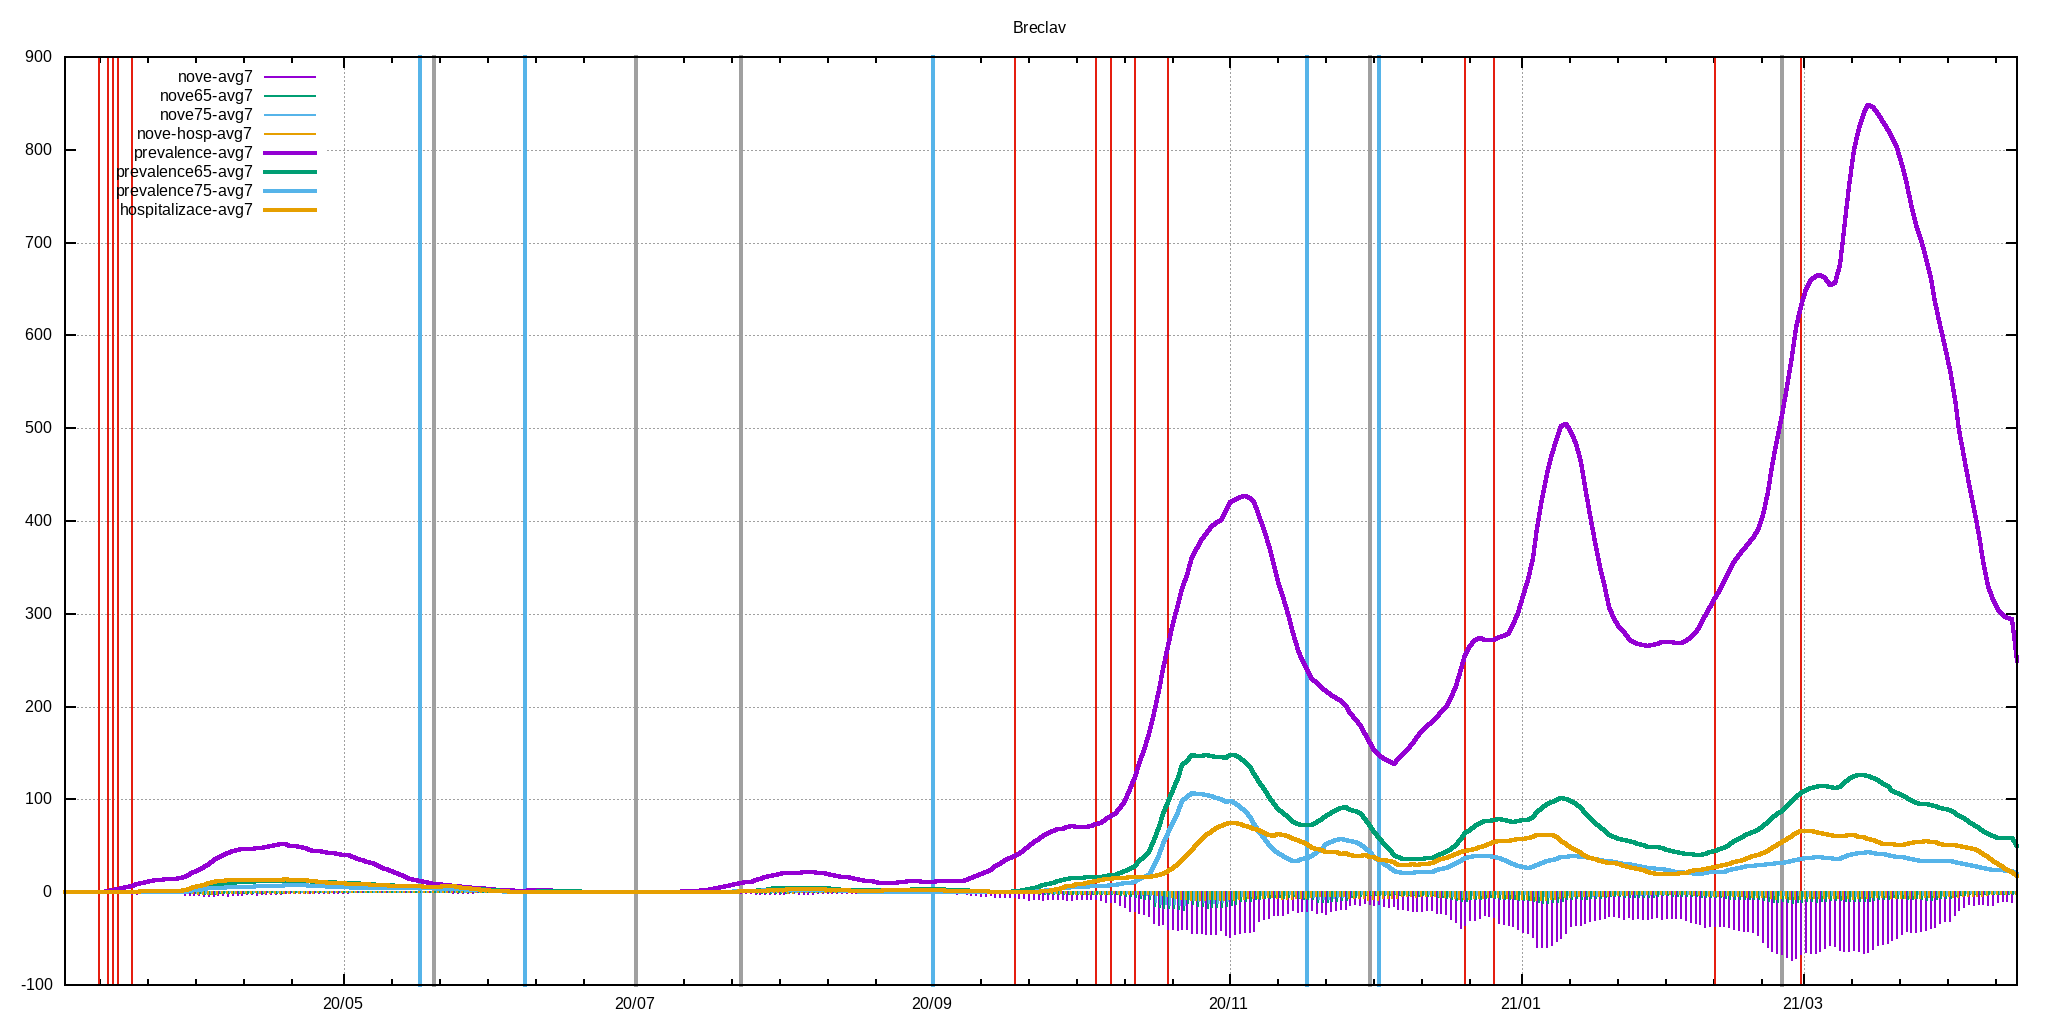 Breclav
900
800
700
600
500
400
300
200
100
0
-100
nove-avg7
nove65-avg7
nove75-avg7
nove-hosp-avg7
prevalence-avg7
prevalence65-avg7
prevalence75-avg7
hospitalizace-avg7
20/05
20/07
20/09
20/11
21/01
21/03